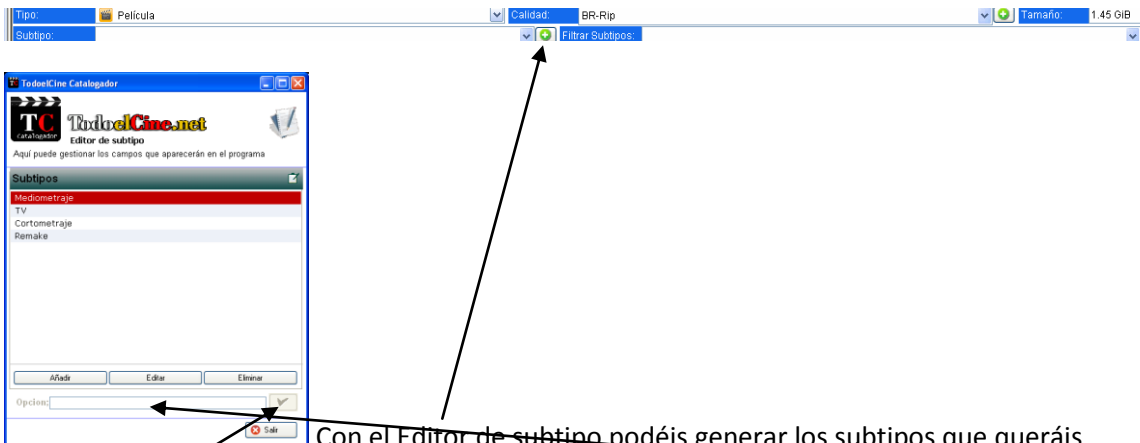 Tipo: Película Calidad: BR-Rip Tamaño: 1.45 GiB
Subtipo: Filtrar Subtipos:
TodoelCine Catalogador
TC
Catalogador
TodoelCine.net
Editor de subtipo
Aquí puede gestionar los campos que aparecerán en el programa
Subtipos
Mediometraje
TV
Cortometraje
Remake
Añadir Editar Eliminar
Opcion:
Salir
Con el Editor de subtipo podéis generar los subtipos que queráis